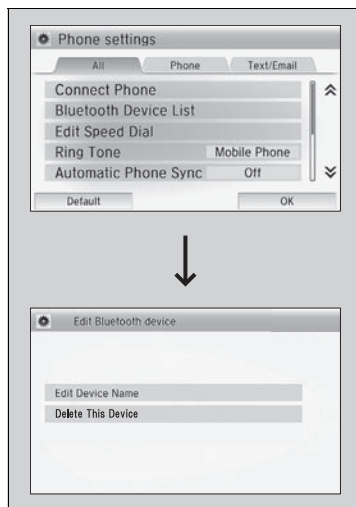 Phone settings
All Phone Text/Email
Connect Phone
Bluetooth Device List
Edit Speed Dial
Ring Tone Mobile Phone
Automatic Phone Sync Off
Default OK
Edit Bluetooth device
Edit Device Name
Delete This Device